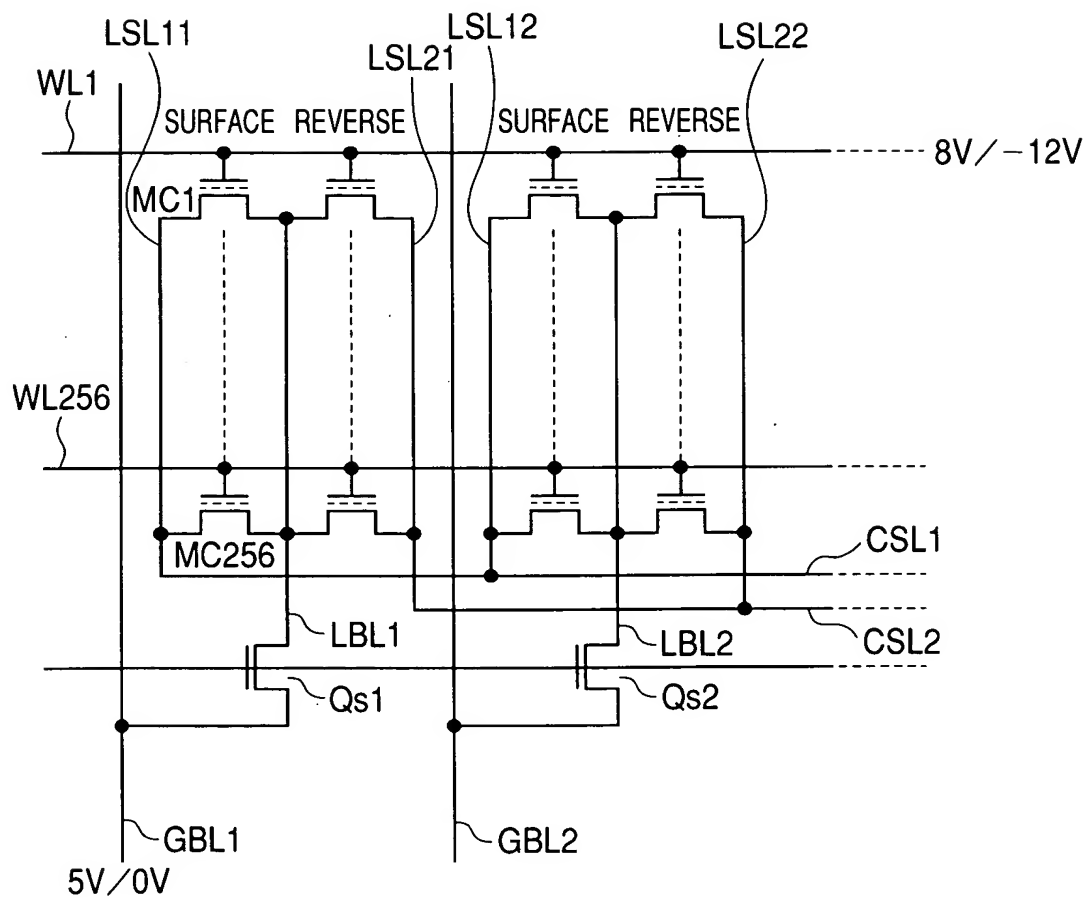 LSL11
LSL21
LSL12
LSL22
WL1
SURFACE REVERSE
SURFACE REVERSE
8V/−12V
MC1
WL256
MC256
CSL1
CSL2
LBL1
LBL2
Qs1
Qs2
GBL1
GBL2
5V/0V